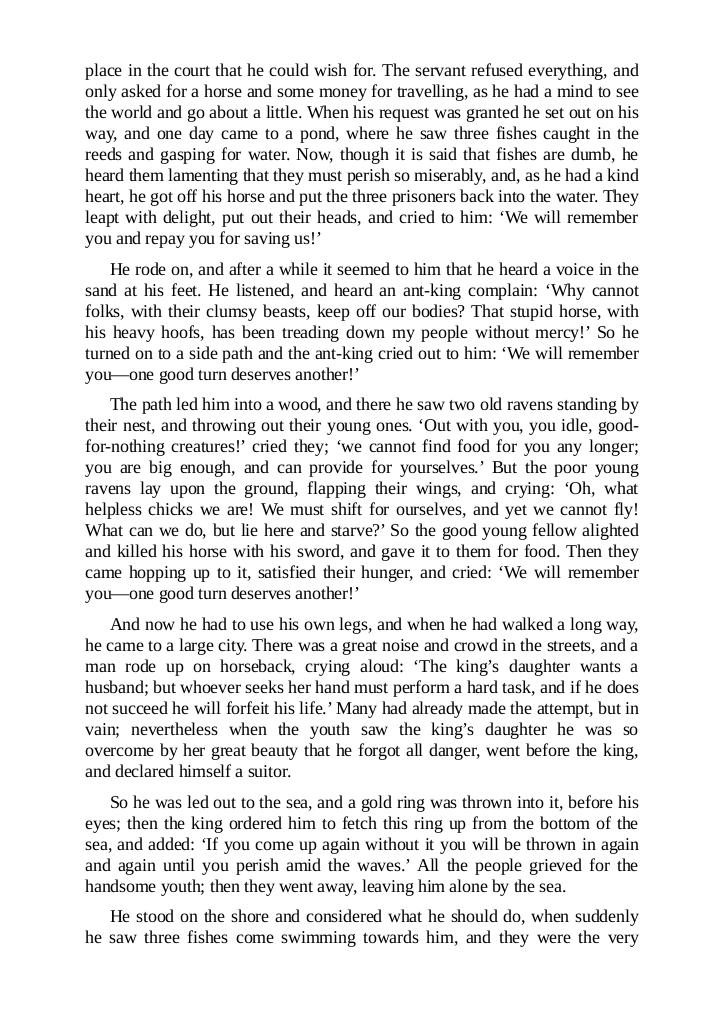 place in the court that he could wish for. The servant refused everything, and
only asked for a horse and some money for travelling, as he had a mind to see
the world and go about a little. When his request was granted he set out on his
way, and one day came to a pond, where he saw three fishes caught in the
reeds and gasping for water. Now, though it is said that fishes are dumb, he
heard them lamenting that they must perish so miserably, and, as he had a kind
heart, he got off his horse and put the three prisoners back into the water. They
leapt with delight, put out their heads, and cried to him: ‘We will remember
you and repay you for saving us!’
He rode on, and after a while it seemed to him that he heard a voice in the
sand at his feet. He listened, and heard an ant-king complain: ‘Why cannot
folks, with their clumsy beasts, keep off our bodies? That stupid horse, with
his heavy hoofs, has been treading down my people without mercy!’ So he
turned on to a side path and the ant-king cried out to him: ‘We will remember
you—one good turn deserves another!’
The path led him into a wood, and there he saw two old ravens standing by
their nest, and throwing out their young ones. ‘Out with you, you idle, good-
for-nothing creatures!’ cried they; ‘we cannot find food for you any longer;
you are big enough, and can provide for yourselves.’ But the poor young
ravens lay upon the ground, flapping their wings, and crying: ‘Oh, what
helpless chicks we are! We must shift for ourselves, and yet we cannot fly!
What can we do, but lie here and starve?’ So the good young fellow alighted
and killed his horse with his sword, and gave it to them for food. Then they
came hopping up to it, satisfied their hunger, and cried: ‘We will remember
you—one good turn deserves another!’
And now he had to use his own legs, and when he had walked a long way,
he came to a large city. There was a great noise and crowd in the streets, and a
man rode up on horseback, crying aloud: ‘The king’s daughter wants a
husband; but whoever seeks her hand must perform a hard task, and if he does
not succeed he will forfeit his life.’ Many had already made the attempt, but in
vain; nevertheless when the youth saw the king’s daughter he was so
overcome by her great beauty that he forgot all danger, went before the king,
and declared himself a suitor.
So he was led out to the sea, and a gold ring was thrown into it, before his
eyes; then the king ordered him to fetch this ring up from the bottom of the
sea, and added: ‘If you come up again without it you will be thrown in again
and again until you perish amid the waves.’ All the people grieved for the
handsome youth; then they went away, leaving him alone by the sea.
He stood on the shore and considered what he should do, when suddenly
he saw three fishes come swimming towards him, and they were the very